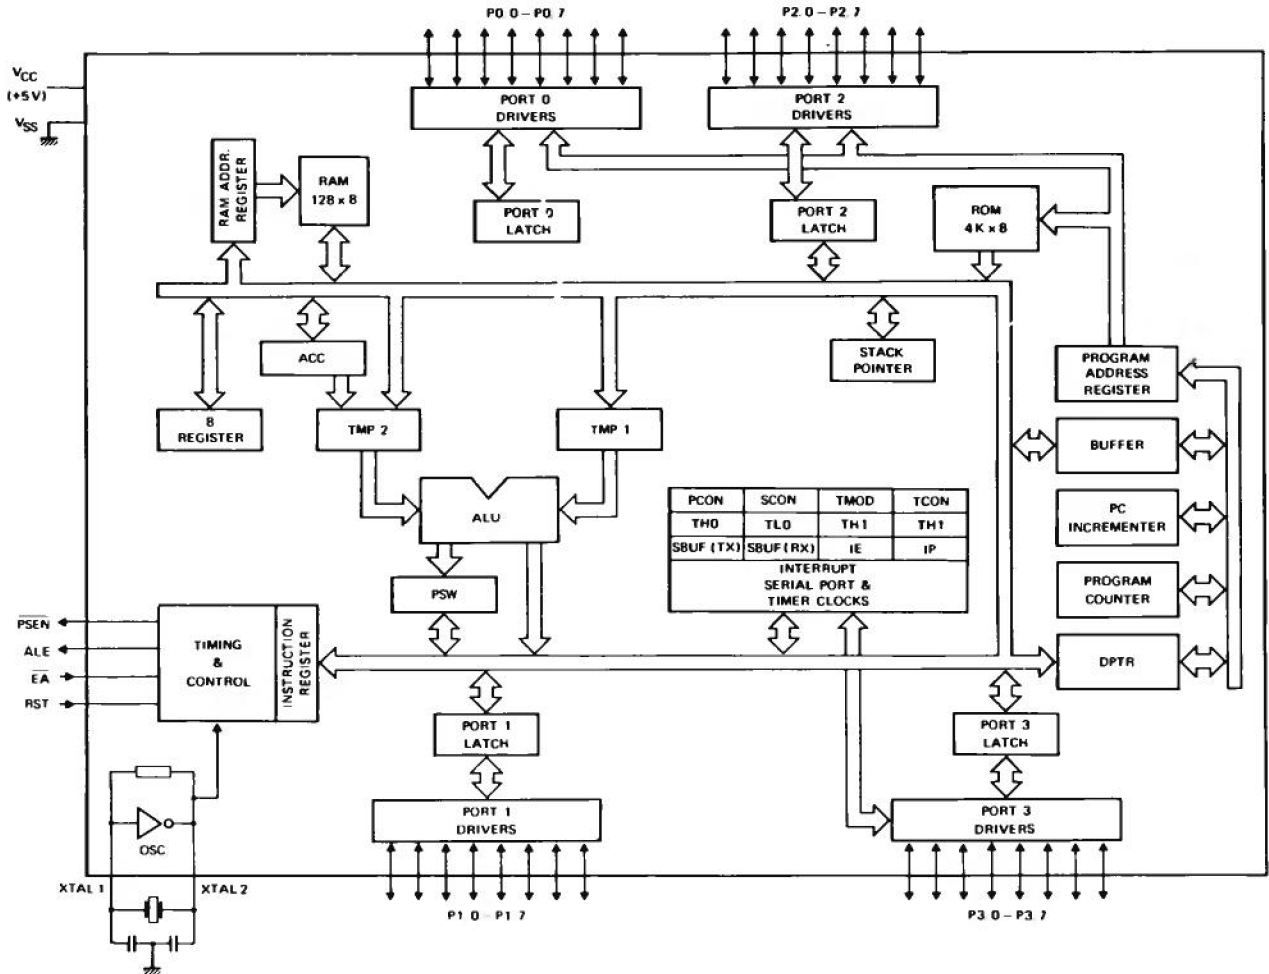 P0.0-P0.7
P2.0-P2.7
VCC
(+5V)
VSS
PORT 0
DRIVERS
PORT 2
DRIVERS
RAM ADDR.
REGISTER
RAM
128 x 8
PORT 0
LATCH
PORT 2
LATCH
ROM
4K x 8
ACC
STACK
POINTER
PROGRAM
ADDRESS
REGISTER
B
REGISTER
TMP 2
TMP 1
BUFFER
ALU
PCON SCON TMOD TCON
TH0 TL0 TH1 TH1
SBUF (TX) SBUF (RX) IE IP
INTERRUPT
SERIAL PORT &
TIMER CLOCKS
PC
INCREMENTER
PSW
PROGRAM
COUNTER
PSEN
ALE
EA
RST
TIMING
&
CONTROL
INSTRUCTION
REGISTER
DPTR
PORT 1
LATCH
PORT 3
LATCH
PORT 1
DRIVERS
PORT 3
DRIVERS
OSC
XTAL 1
XTAL 2
P1.0-P1.7
P3.0-P3.7